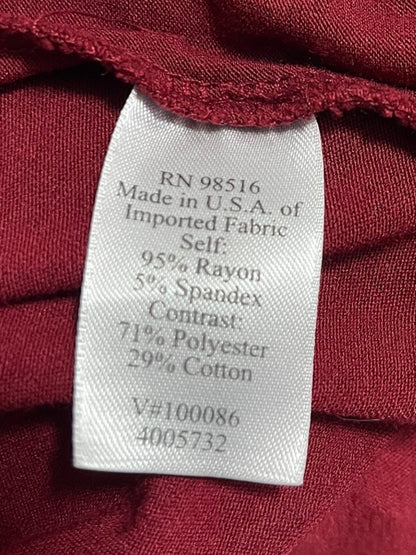 RN 98516
Made in U.S.A. of
Imported Fabric
Self:
95% Rayon
5% Spandex
Contrast:
71% Polyester
29% Cotton
V#100086
4005732